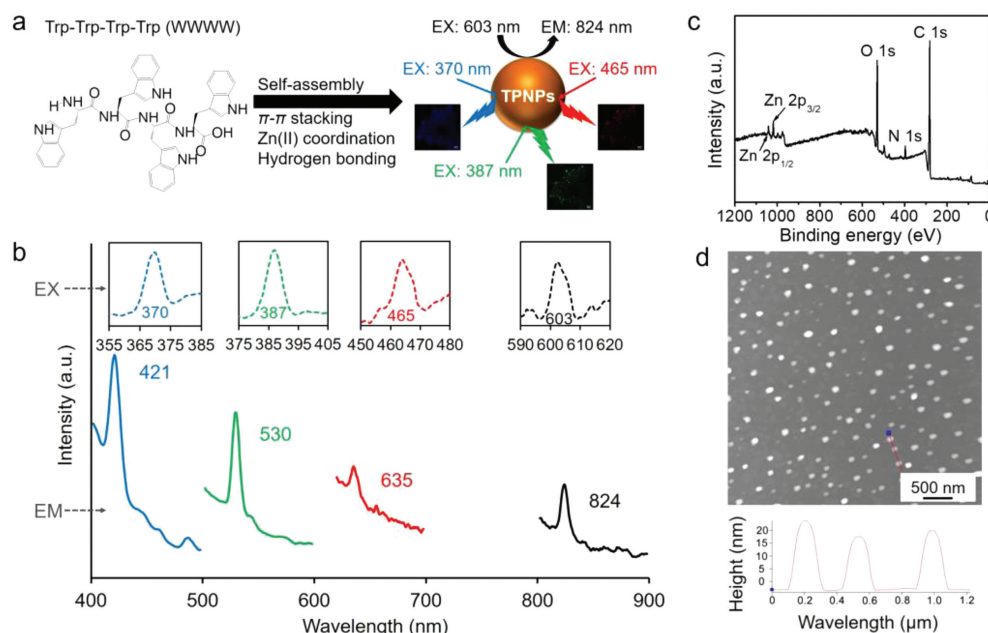 a
Trp-Trp-Trp-Trp (WWWW)
H2N
O
H
N
O
N
H
O
H
N
O
OH
HN
HN
NH
NH
Self-assembly
π-π stacking
Zn(II) coordination
Hydrogen bonding
EX: 603 nm
EM: 824 nm
EX: 370 nm
EX: 465 nm
TPNPs
EX: 387 nm
b
EX
370
387
465
603
355 365 375 385
375 385 395 405
450 460 470 480
590 600 610 620
Intensity (a.u.)
421
530
635
824
EM
400 500 600 700 800 900
Wavelength (nm)
c
Intensity (a.u.)
C 1s
O 1s
Zn 2p3/2
N 1s
Zn 2p1/2
1200 1000 800 600 400 200 0
Binding energy (eV)
d
500 nm
Height (nm)
20
10
0
0 0.2 0.4 0.6 0.8 1.0 1.2
Wavelength (μm)